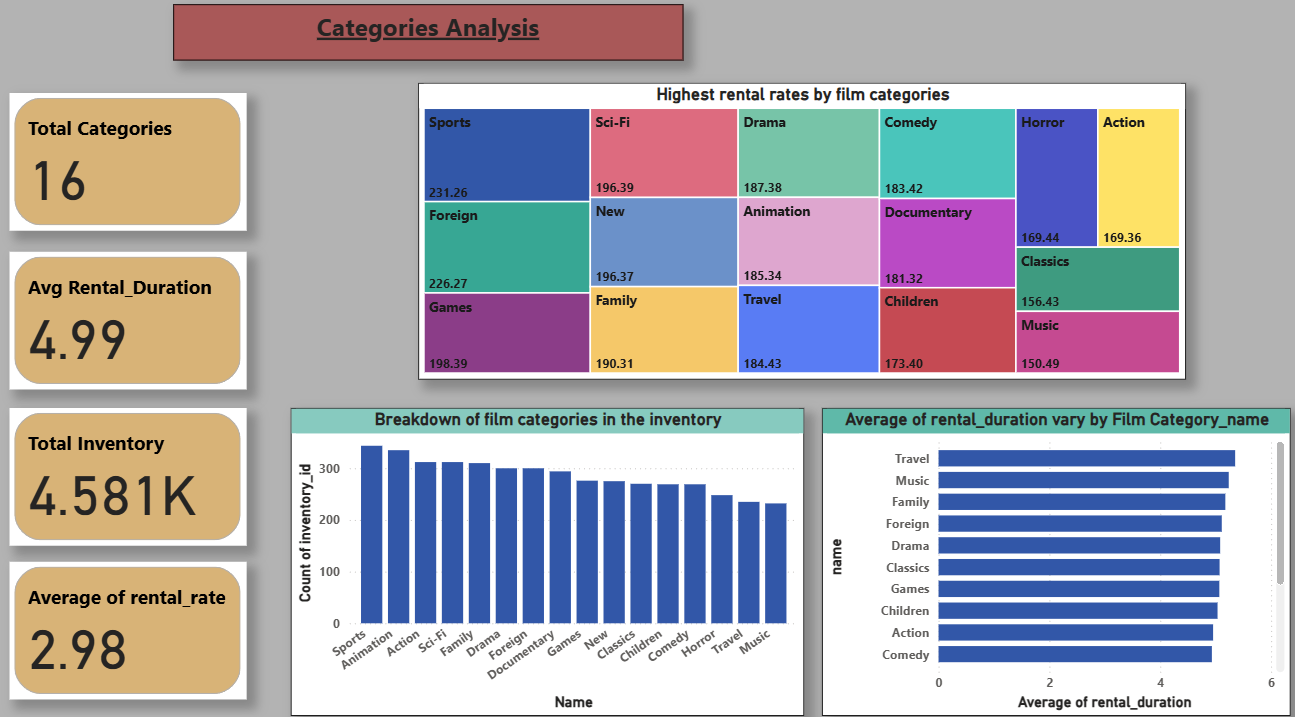 Categories Analysis
Total Categories
16
Avg Rental_Duration
4.99
Total Inventory
4.581K
Average of rental_rate
2.98
Highest rental rates by film categories
Sports
231.26
Foreign
226.27
Games
198.39
Sci-Fi
196.39
New
196.37
Family
190.31
Drama
187.38
Animation
185.34
Travel
184.43
Comedy
183.42
Documentary
181.32
Children
173.40
Horror
169.44
Action
169.36
Classics
156.43
Music
150.49
Breakdown of film categories in the inventory
Count of inventory_id
300
200
100
0
Sports
Animation
Action
Sci-Fi
Family
Drama
Foreign
Documentary
Games
New
Classics
Children
Comedy
Horror
Travel
Music
Name
Average of rental_duration vary by Film Category_name
name
Travel
Music
Family
Foreign
Drama
Classics
Games
Children
Action
Comedy
0 2 4 6
Average of rental_duration